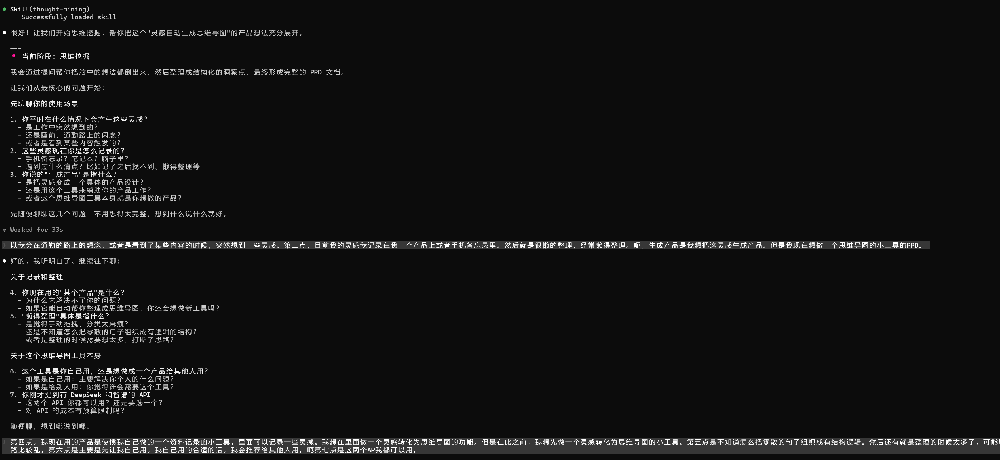 ● Skill(thought-mining)
└ Successfully loaded skill
● 很好！让我们开始思维挖掘，帮你把这个"灵感自动生成思维导图"的产品想法充分展开。
---
📍 当前阶段：思维挖掘
我会通过提问帮你把脑中的想法都倒出来，然后整理成结构化的洞察点，最终形成完整的 PRD 文档。
让我们从最核心的问题开始：
先聊聊你的使用场景
1. 你平时在什么情况下会产生这些灵感？
- 是工作中突然想到的？
- 还是睡前、通勤路上的闪念？
- 或者是看到某些内容触发的？
2. 这些灵感现在你是怎么记录的？
- 手机备忘录？笔记本？脑子里？
- 遇到过什么痛点？比如记了之后找不到、懒得整理等
3. 你说的"生成产品"是指什么？
- 是把灵感变成一个具体的产品设计？
- 还是用这个工具来辅助你的产品工作？
- 或者这个思维导图工具本身就是你想做的产品？
先随便聊聊这几个问题，不用想得太完整，想到什么说什么就好。
✻ Worked for 33s
❯ 以我会在通勤的路上的想念，或者是看到了某些内容的时候，突然想到一些灵感。第二点，目前我的灵感我记录在我一个产品上或者手机备忘录里。然后就是很懒的整理，经常懒得整理。呃，生成产品是我想把这灵感生成产品。但是我现在想做一个思维导图的小工具的PPD。
● 好的，我听明白了。继续往下聊：
关于记录和整理
4. 你现在用的"某个产品"是什么？
- 为什么它解决不了你的问题？
- 如果它能自动帮你整理成思维导图，你还会想做新工具吗？
5. "懒得整理"具体是指什么？
- 是觉得手动拖拽、分类太麻烦？
- 还是不知道怎么把零散的句子组织成有逻辑的结构？
- 或者是整理的时候需要想太多，打断了思路？
关于这个思维导图工具本身
6. 这个工具是你自己用，还是想做成一个产品给其他人用？
- 如果是自己用：主要解决你个人的什么问题？
- 如果是给别人用：你觉得谁会需要这个工具？
7. 你刚才提到有 DeepSeek 和智谱的 API
- 这两个 API 你都可以用？还是要选一个？
- 对 API 的成本有预算限制吗？
随便聊，想到哪说到哪。
❯ 第四点，我现在用的产品是使惯我自己做的一个资料记录的小工具，里面可以记录一些灵感。我想在里面做一个灵感转化为思维导图的功能。但是在此之前，我想先做一个灵感转化为思维导图的小工具。第五点是不知道怎么把零散的句子组织成有结构逻辑。然后还有就是整理的时候太多了，可能
路比较乱。第六点是主要是先让我自己用，我自己用的合适的话，我会推荐给其他人用。呃第七点是这两个AP我都可以用。